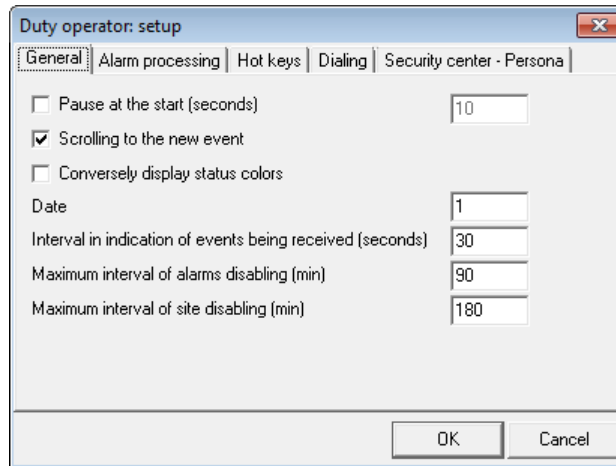 Duty operator: setup
General Alarm processing Hot keys Dialing Security center - Persona
Pause at the start (seconds) 10
Scrolling to the new event
Conversely display status colors
Date 1
Interval in indication of events being received (seconds) 30
Maximum interval of alarms disabling (min) 90
Maximum interval of site disabling (min) 180
OK Cancel